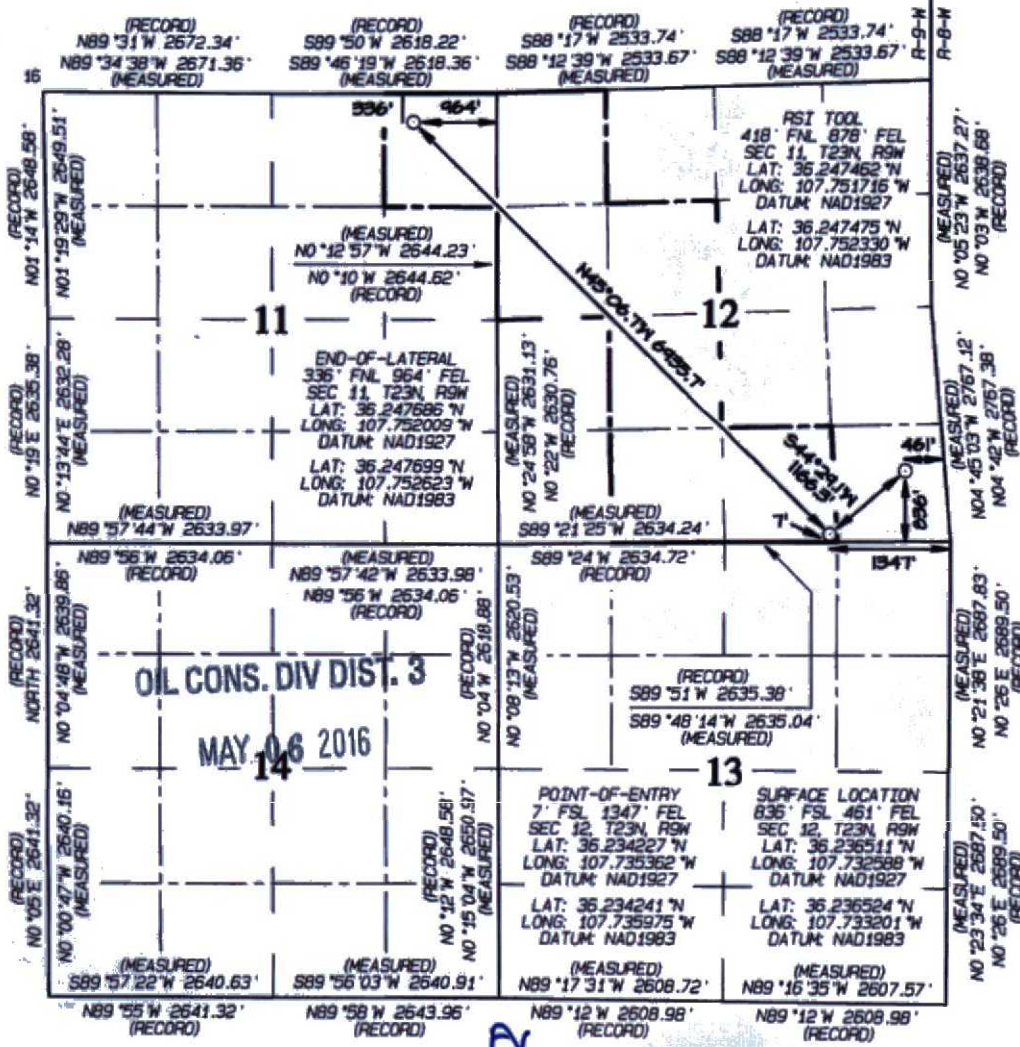 (RECORD)
N89°31'W 2672.34'
N89°34'38"W 2671.36'
(MEASURED)
(RECORD)
S89°50'W 2618.22'
S89°46'19"W 2618.36'
(MEASURED)
(RECORD)
S88°17'W 2533.74'
S88°12'39"W 2533.67'
(MEASURED)
(RECORD)
S88°17'W 2533.74'
S88°12'39"W 2533.67'
(MEASURED)
R-9-W
R-8-W
16
336'
964'
(RECORD)
N01°14'W 2648.58'
N01°19'29"W 2649.51'
(MEASURED)
RSI TOOL
418' FNL 878' FEL
SEC 11, T23N, R9W
LAT: 36.247462°N
LONG: 107.751716°W
DATUM: NAD1927
LAT: 36.247475°N
LONG: 107.752330°W
DATUM: NAD1983
(MEASURED)
N0°05'23"W 2637.27'
N0°03'W 2638.68'
(RECORD)
(MEASURED)
N0°12'57"W 2644.23'
N0°10'W 2644.62'
(RECORD)
11
12
N45°06.7'W 6455.7'
END-OF-LATERAL
336' FNL 964' FEL
SEC 11, T23N, R9W
LAT: 36.247686°N
LONG: 107.752009°W
DATUM: NAD1927
LAT: 36.247699°N
LONG: 107.752623°W
DATUM: NAD1983
(RECORD)
N0°19'E 2635.38'
N0°13'44"E 2632.28'
(MEASURED)
(MEASURED)
N0°24'58"W 2631.13'
N0°22'W 2630.76'
(RECORD)
(MEASURED)
N04°45'03"W 2767.12'
N04°42'W 2767.38'
(RECORD)
S44°29.1'W
1166.3'
461'
836'
7'
1347'
(MEASURED)
N89°57'44"W 2633.97'
N89°56'W 2634.06'
(RECORD)
(MEASURED)
N89°57'42"W 2633.98'
N89°56'W 2634.06'
(RECORD)
(MEASURED)
S89°21'25"W 2634.24'
S89°24'W 2634.72'
(RECORD)
(RECORD)
NORTH 2641.32'
N0°04'48"W 2639.86'
(MEASURED)
(RECORD)
N0°04'W 2618.88'
N0°08'13"W 2620.53'
(MEASURED)
(RECORD)
S89°51'W 2635.38'
S89°48'14"W 2635.04'
(MEASURED)
(MEASURED)
N0°21'38"E 2687.83'
N0°26'E 2689.50'
(RECORD)
OIL CONS. DIV DIST. 3
MAY 06 2016
14
13
POINT-OF-ENTRY
7' FSL 1347' FEL
SEC 12, T23N, R9W
LAT: 36.234227°N
LONG: 107.735362°W
DATUM: NAD1927
LAT: 36.234241°N
LONG: 107.735975°W
DATUM: NAD1983
SURFACE LOCATION
836' FSL 461' FEL
SEC 12, T23N, R9W
LAT: 36.236511°N
LONG: 107.732588°W
DATUM: NAD1927
LAT: 36.236524°N
LONG: 107.733201°W
DATUM: NAD1983
(RECORD)
N0°05'E 2641.32'
N0°00'47"W 2640.16'
(MEASURED)
(RECORD)
N0°12'W 2648.58'
N0°15'04"W 2650.97'
(MEASURED)
(MEASURED)
N0°23'34"E 2687.50'
N0°26'E 2689.50'
(RECORD)
(MEASURED)
S89°57'22"W 2640.63'
N89°55'W 2641.32'
(RECORD)
(MEASURED)
S89°56'03"W 2640.91'
N89°58'W 2643.96'
(RECORD)
(MEASURED)
N89°17'31"W 2608.72'
N89°12'W 2608.98'
(RECORD)
(MEASURED)
N89°16'35"W 2607.57'
N89°12'W 2608.98'
(RECORD)